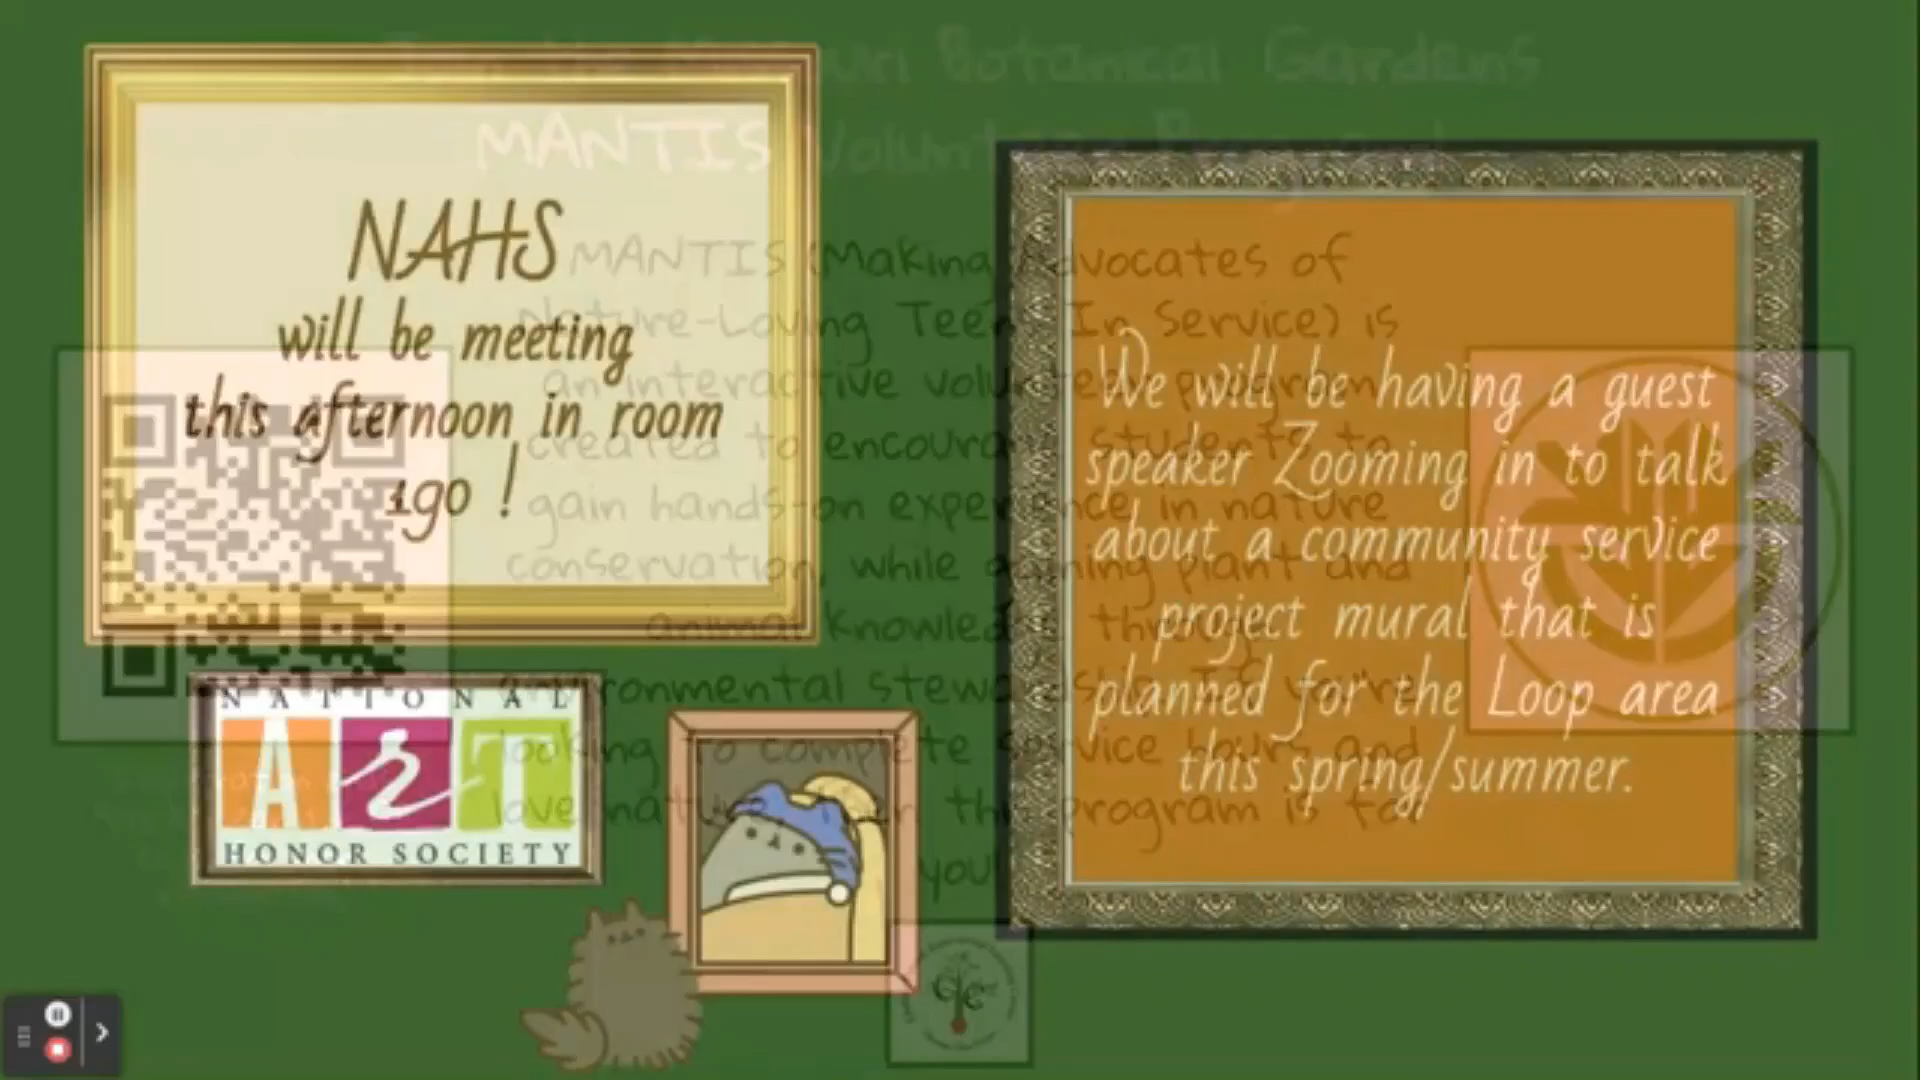 NAHS
will be meeting
this afternoon in room
190 !
NATIONAL
ArT
HONOR SOCIETY
We will be having a guest
speaker Zooming in to talk
about a community service
project mural that is
planned for the Loop area
this spring/summer.
Botanical Gardens
MANTIS
MANTIS (Making Advocates of
Nature-Loving Teens In Service) is
an interactive volunteer program
created to encourage students to
gain hands-on experience in nature
conservation, while gaining plant and
animal knowledge through
environmental stewardship. If you're
looking to complete service hours and
love nature, then this program is for
you